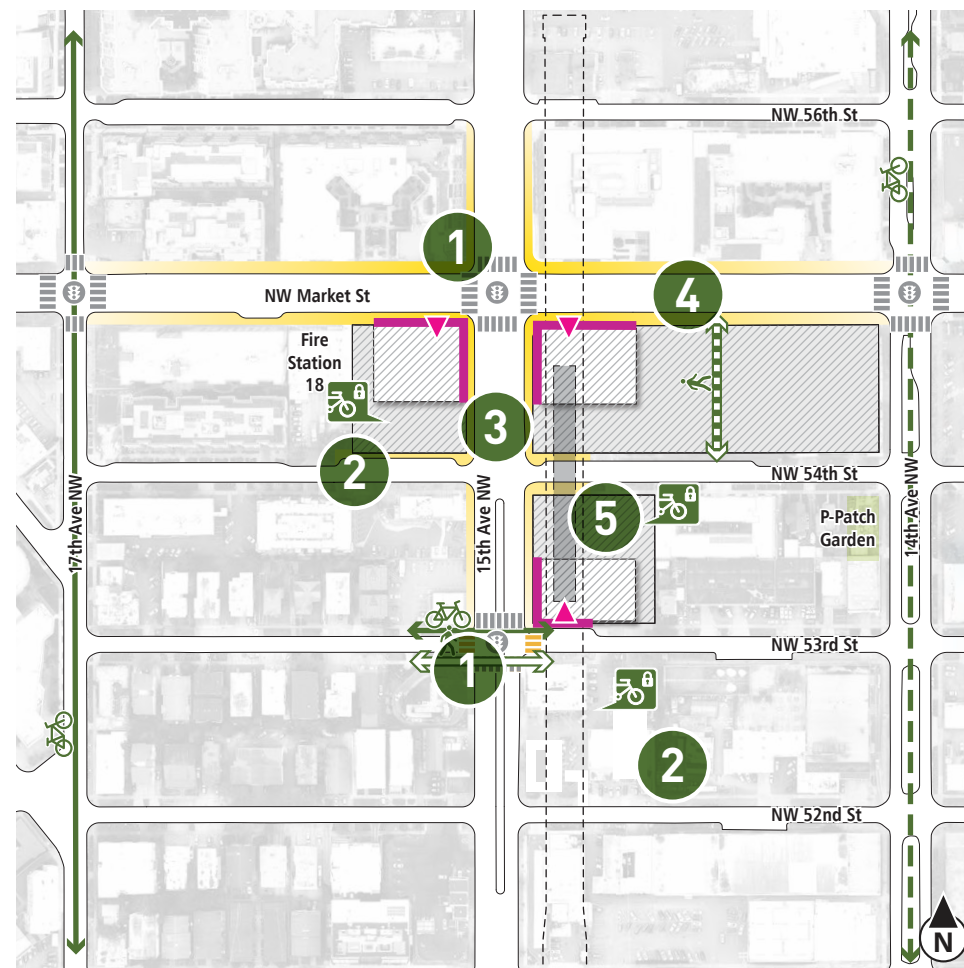 NW 56th St
1
NW Market St
4
Fire
Station
18
3
2
NW 54th St
17th Ave NW
15th Ave NW
5
P-Patch
Garden
14th Ave NW
NW 53rd St
1
2
NW 52nd St
N